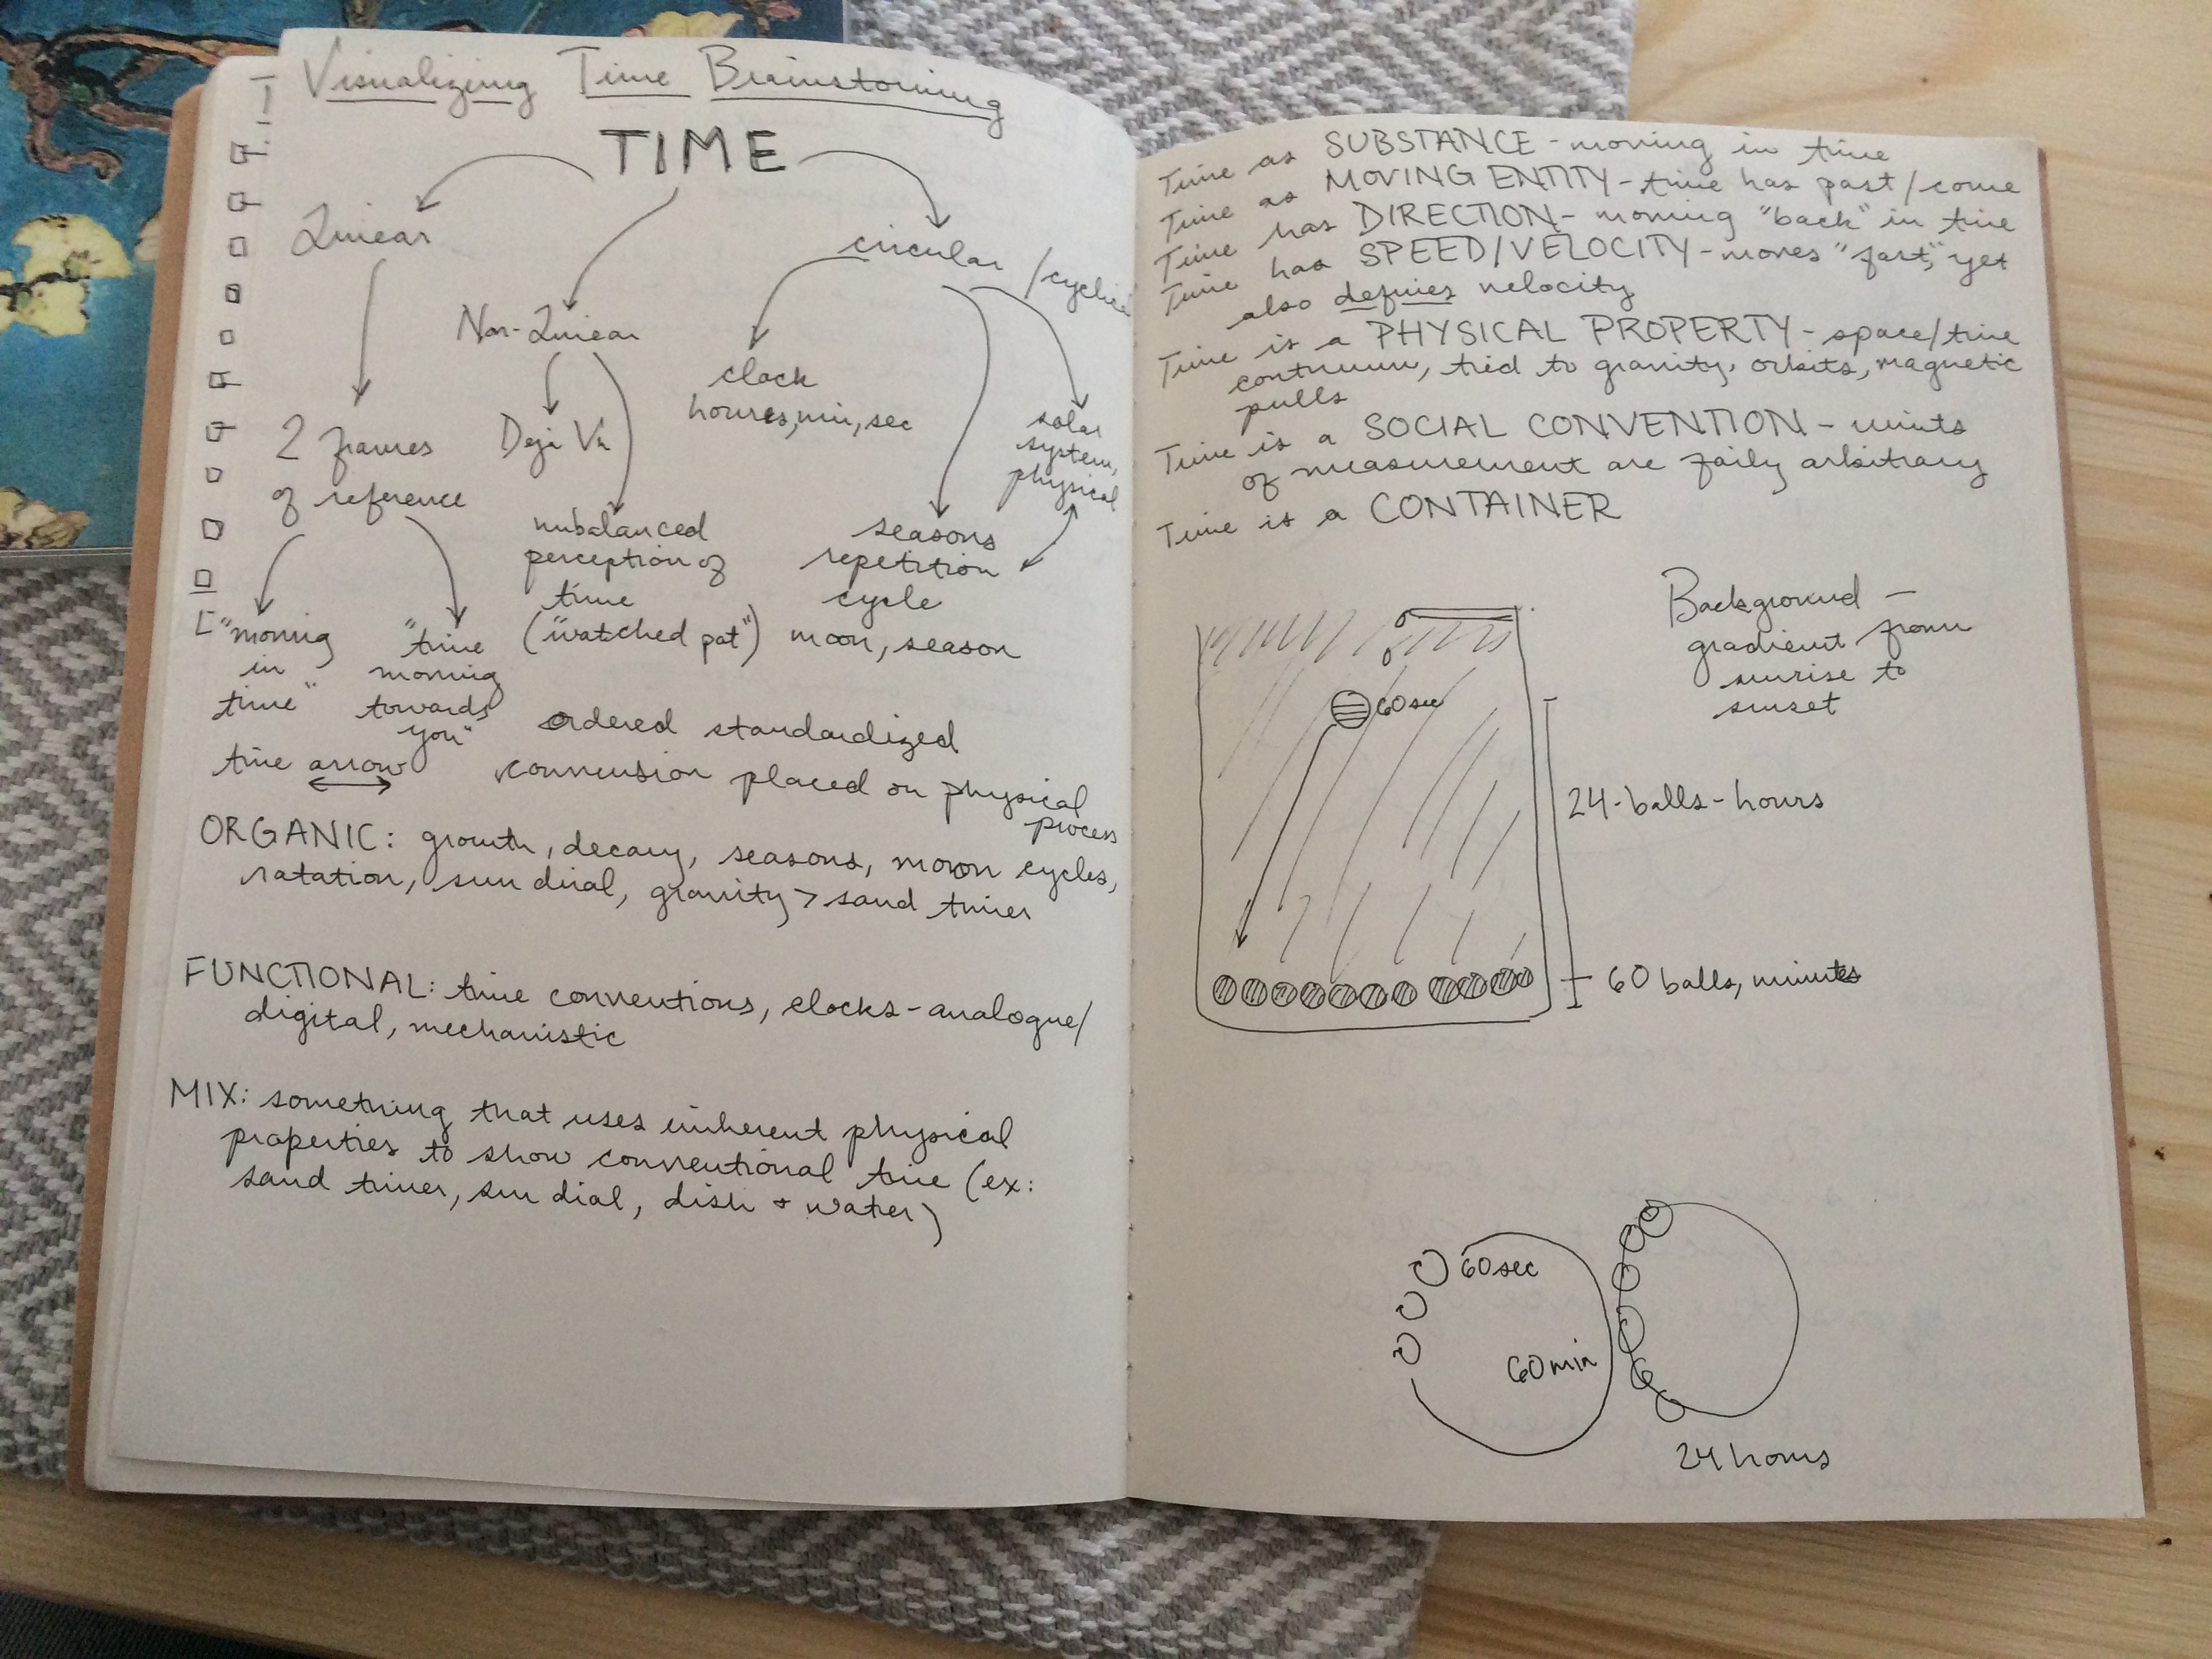 Visualizing Time Brainstorming
TIME
Linear
Non-Linear
circular / cyclic
2 frames
of reference
Deja Vu
clock
hours, min, sec
solar
system,
physical
"moving
in
time"
"time
moving
towards
you"
unbalanced
perception of
time
("watched pot")
seasons
repetition
cycle
moon, season
time arrow
ordered standardized
convension placed on physical
process
ORGANIC: growth, decay, seasons, moon cycles,
rotation, sun dial, gravity > sand timer
FUNCTIONAL: time conventions, clocks - analogue/
digital, mechanistic
MIX: something that uses inherent physical
properties to show conventional time (ex:
sand timer, sun dial, dish + water)
Time as SUBSTANCE - moving in time
Time as MOVING ENTITY - time has past/come
Time has DIRECTION - moving "back" in time
Time has SPEED/VELOCITY - moves "fast," yet
also defies velocity
Time is a PHYSICAL PROPERTY - space/time
continuum, tied to gravity, orbits, magnetic
pulls
Time is a SOCIAL CONVENTION - units
of measurement are fairly arbitrary
Time is a CONTAINER
Background -
gradient from
sunrise to
sunset
60sec
24-balls-hours
60 balls, minutes
60sec
60min
24 hours